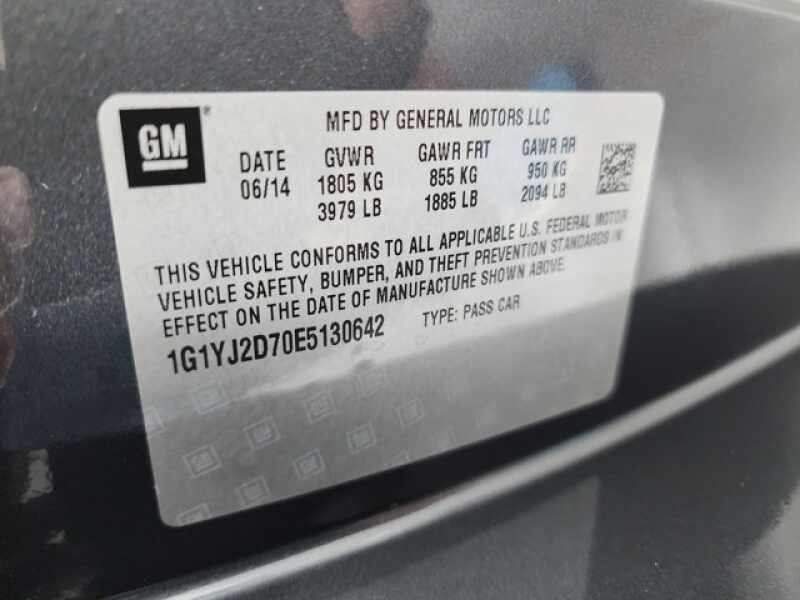 GM
MFD BY GENERAL MOTORS LLC
DATE GVWR GAWR FRT GAWR RR
06/14 1805 KG 855 KG 950 KG
3979 LB 1885 LB 2094 LB
THIS VEHICLE CONFORMS TO ALL APPLICABLE U.S. FEDERAL MOTOR
VEHICLE SAFETY, BUMPER, AND THEFT PREVENTION STANDARDS IN
EFFECT ON THE DATE OF MANUFACTURE SHOWN ABOVE.
1G1YJ2D70E5130642 TYPE: PASS CAR